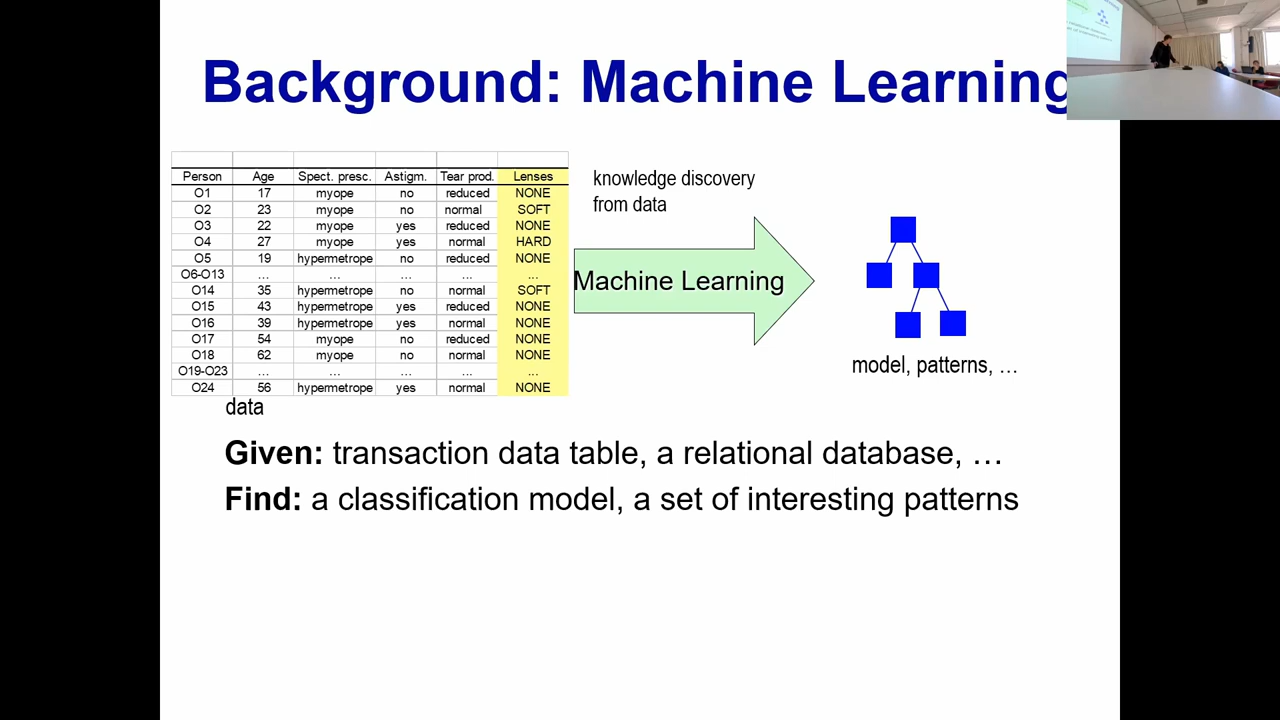 Background: Machine Learning
Person Age Spect. presc. Astigm. Tear prod. Lenses
O1 17 myope no reduced NONE
O2 23 myope no normal SOFT
O3 22 myope yes reduced NONE
O4 27 myope yes normal HARD
O5 19 hypermetrope no reduced NONE
O6-O13 ... ... ... ... ...
O14 35 hypermetrope no normal SOFT
O15 43 hypermetrope yes reduced NONE
O16 39 hypermetrope yes normal NONE
O17 54 myope no reduced NONE
O18 62 myope no normal NONE
O19-O23 ... ... ... ... ...
O24 56 hypermetrope yes normal NONE
data
knowledge discovery
from data
Machine Learning
model, patterns, …
Given: transaction data table, a relational database, …
Find: a classification model, a set of interesting patterns